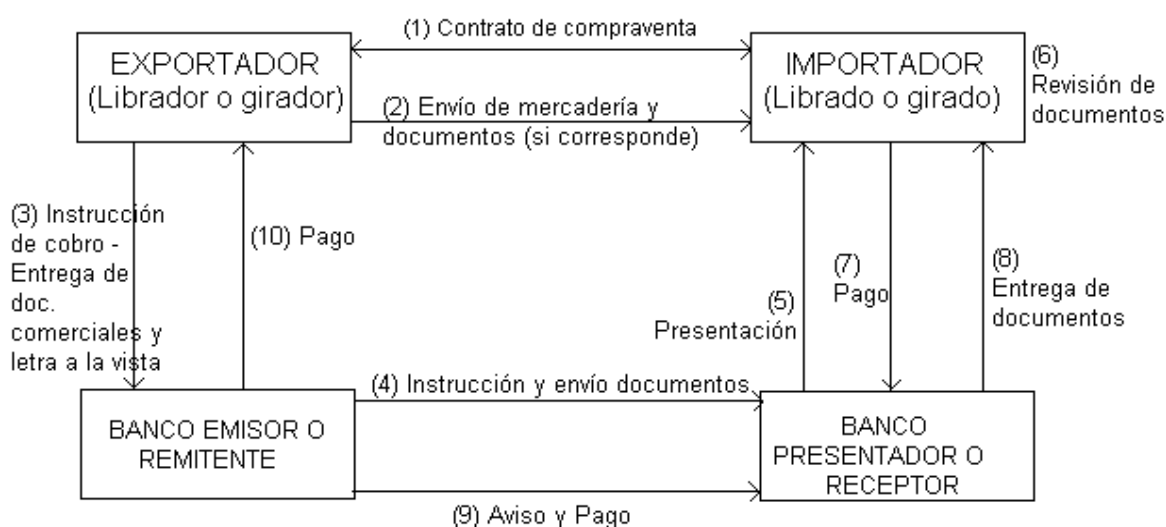 (1) Contrato de compraventa
EXPORTADOR
(Librador o girador)
IMPORTADOR
(Librado o girado)
(6)
Revisión de
documentos
(2) Envío de mercadería y
documentos (si corresponde)
(3) Instrucción
de cobro -
Entrega de
doc.
comerciales y
letra a la vista
(10) Pago
(5)
Presentación
(7)
Pago
(8)
Entrega de
documentos
(4) Instrucción y envío documentos
BANCO EMISOR O
REMITENTE
BANCO
PRESENTADOR O
RECEPTOR
(9) Aviso y Pago